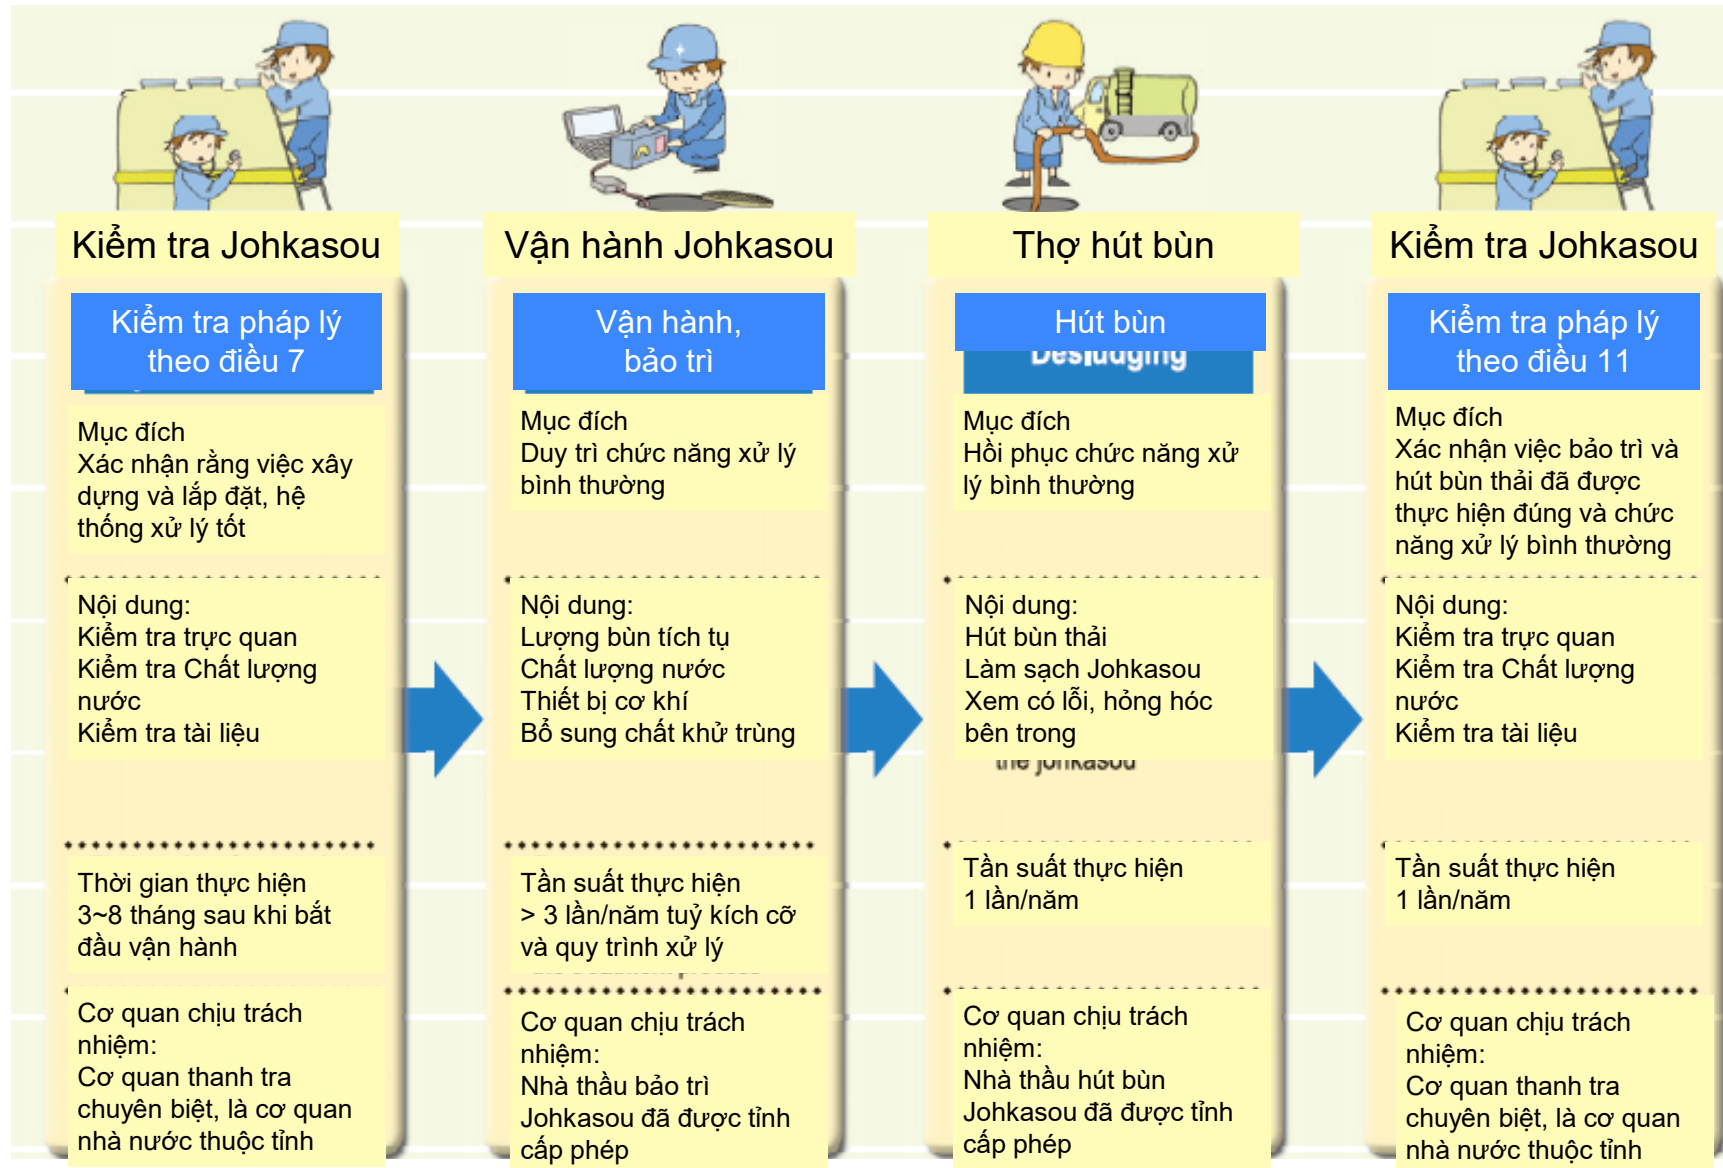 Kiểm tra Johkasou
Kiểm tra pháp lý
theo điều 7
Mục đích
Xác nhận rằng việc xây
dựng và lắp đặt, hệ
thống xử lý tốt
Nội dung:
Kiểm tra trực quan
Kiểm tra Chất lượng
nước
Kiểm tra tài liệu
Thời gian thực hiện
3~8 tháng sau khi bắt
đầu vận hành
Cơ quan chịu trách
nhiệm:
Cơ quan thanh tra
chuyên biệt, là cơ quan
nhà nước thuộc tỉnh
Vận hành Johkasou
Vận hành,
bảo trì
Mục đích
Duy trì chức năng xử lý
bình thường
Nội dung:
Lượng bùn tích tụ
Chất lượng nước
Thiết bị cơ khí
Bổ sung chất khử trùng
Tần suất thực hiện
> 3 lần/năm tuỷ kích cỡ
và quy trình xử lý
Cơ quan chịu trách
nhiệm:
Nhà thầu bảo trì
Johkasou đã được tỉnh
cấp phép
Thợ hút bùn
Hút bùn
Desludging
Mục đích
Hồi phục chức năng xử
lý bình thường
Nội dung:
Hút bùn thải
Làm sạch Johkasou
Xem có lỗi, hỏng hóc
bên trong
the johkasou
Tần suất thực hiện
1 lần/năm
Cơ quan chịu trách
nhiệm:
Nhà thầu hút bùn
Johkasou đã được tỉnh
cấp phép
Kiểm tra Johkasou
Kiểm tra pháp lý
theo điều 11
Mục đích
Xác nhận việc bảo trì và
hút bùn thải đã được
thực hiện đúng và chức
năng xử lý bình thường
Nội dung:
Kiểm tra trực quan
Kiểm tra Chất lượng
nước
Kiểm tra tài liệu
Tần suất thực hiện
1 lần/năm
Cơ quan chịu trách
nhiệm:
Cơ quan thanh tra
chuyên biệt, là cơ quan
nhà nước thuộc tỉnh